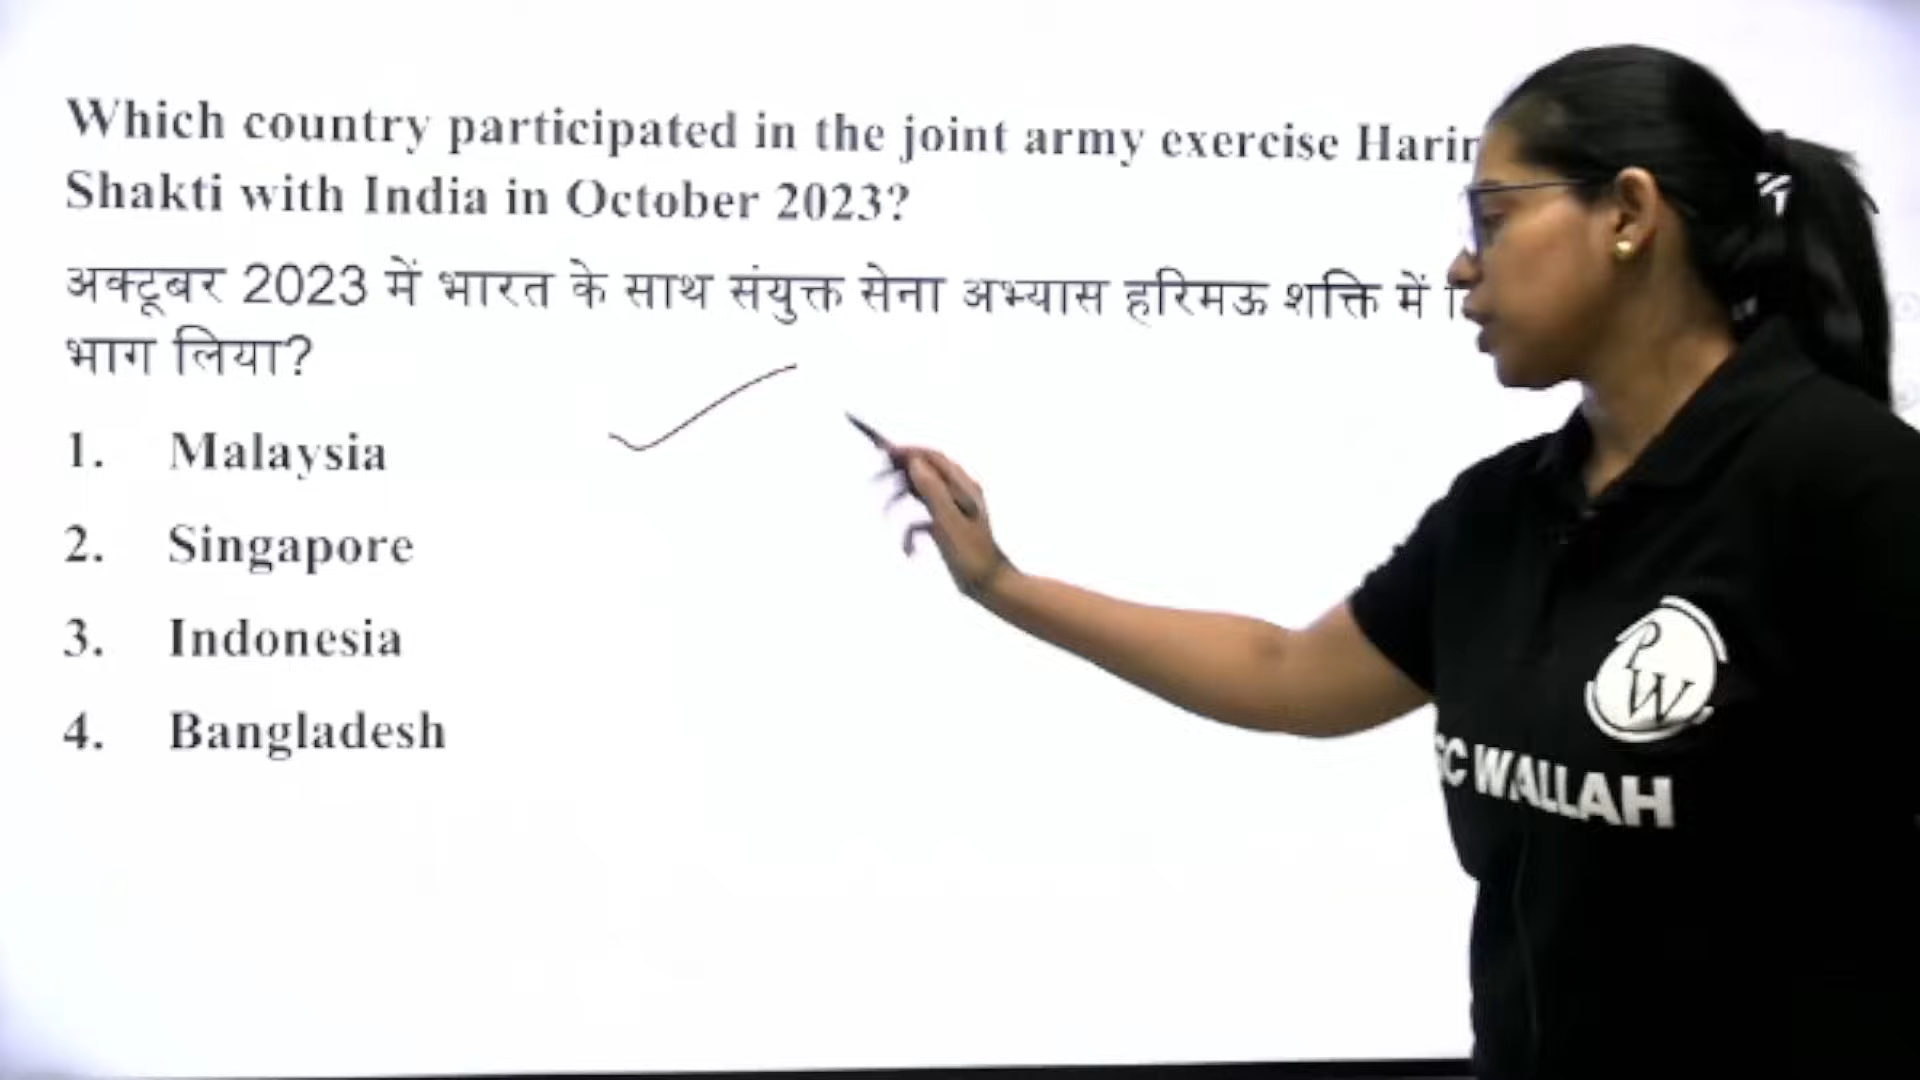 Which country participated in the joint army exercise
Shakti with India in October 2023?
अक्टूबर 2023 में भारत के साथ संयुक्त सेना अभ्यास हरिमऊ शक्ति में
भाग लिया?
1. Malaysia
2. Singapore
3. Indonesia
4. Bangladesh
PW
WALLAH